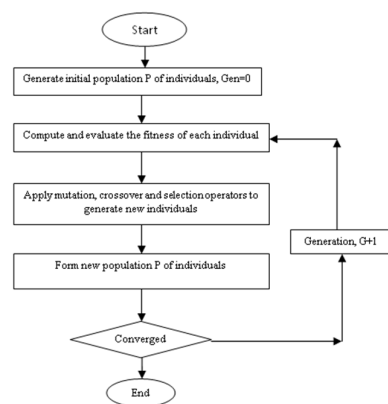 Start
Generate initial population P of individuals, Gen=0
Compute and evaluate the fitness of each individual
Apply mutation, crossover and selection operators to
generate new individuals
Generation, G+1
Form new population P of individuals
Converged
End